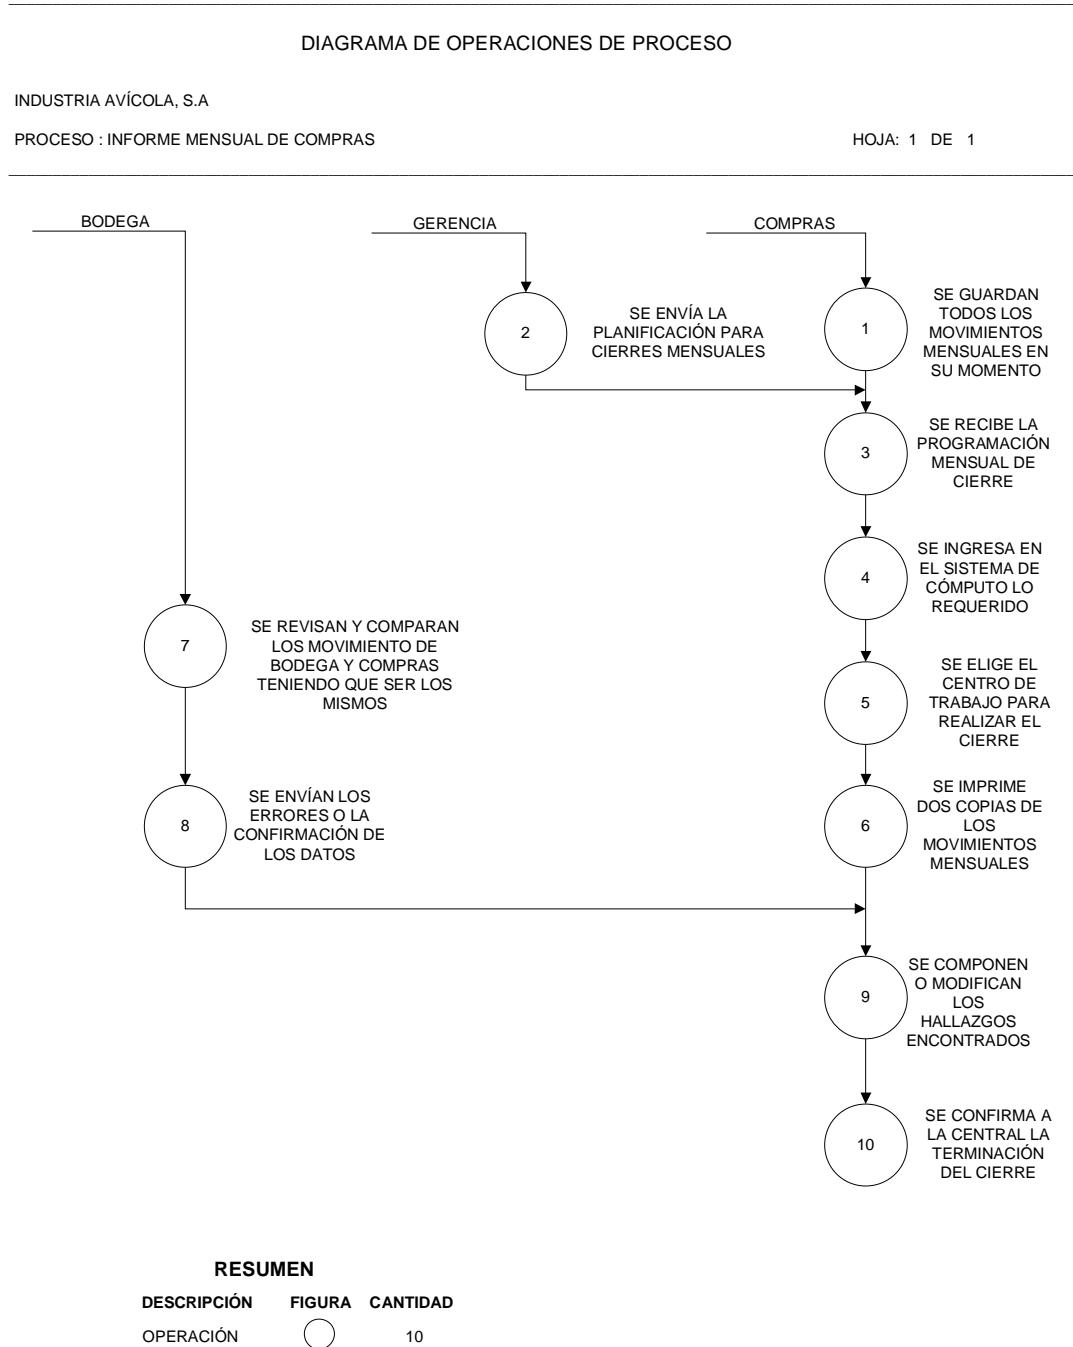 DIAGRAMA DE OPERACIONES DE PROCESO
INDUSTRIA AVÍCOLA, S.A
PROCESO : INFORME MENSUAL DE COMPRAS
HOJA: 1 DE 1
BODEGA
GERENCIA
COMPRAS
2
SE ENVÍA LA
PLANIFICACIÓN PARA
CIERRES MENSUALES
1
SE GUARDAN
TODOS LOS
MOVIMIENTOS
MENSUALES EN
SU MOMENTO
3
SE RECIBE LA
PROGRAMACIÓN
MENSUAL DE
CIERRE
4
SE INGRESA EN
EL SISTEMA DE
CÓMPUTO LO
REQUERIDO
7
SE REVISAN Y COMPARAN
LOS MOVIMIENTO DE
BODEGA Y COMPRAS
TENIENDO QUE SER LOS
MISMOS
5
SE ELIGE EL
CENTRO DE
TRABAJO PARA
REALIZAR EL
CIERRE
8
SE ENVÍAN LOS
ERRORES O LA
CONFIRMACIÓN DE
LOS DATOS
6
SE IMPRIME
DOS COPIAS DE
LOS
MOVIMIENTOS
MENSUALES
9
SE COMPONEN
O MODIFICAN
LOS
HALLAZGOS
ENCONTRADOS
10
SE CONFIRMA A
LA CENTRAL LA
TERMINACIÓN
DEL CIERRE
RESUMEN
DESCRIPCIÓN FIGURA CANTIDAD
OPERACIÓN 10